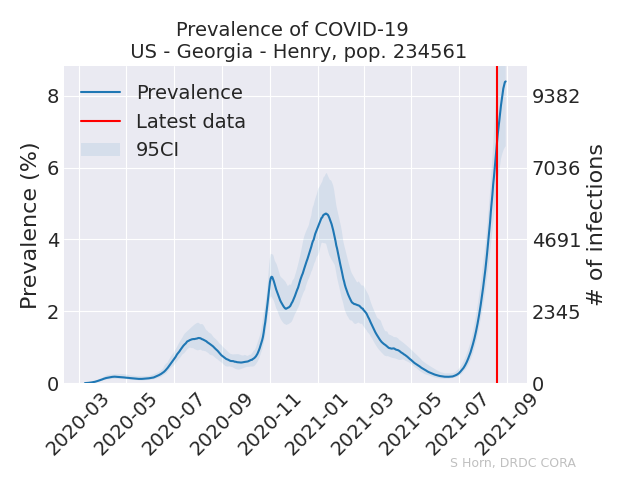 Prevalence of COVID-19
US - Georgia - Henry, pop. 234561
Prevalence
Latest data
95CI
Prevalence (%)
8
6
4
2
0
9382
7036
4691
2345
0
# of infections
2020-03
2020-05
2020-07
2020-09
2020-11
2021-01
2021-03
2021-05
2021-07
2021-09
S Horn, DRDC CORA